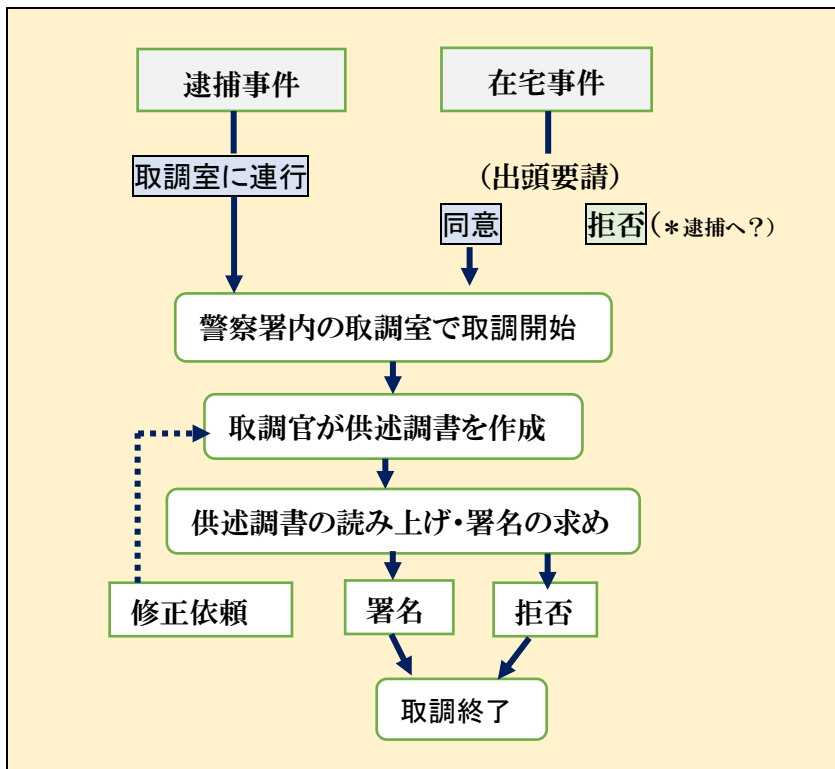 逮捕事件
在宅事件
取調室に連行
(出頭要請)
同意
拒否(*逮捕へ?)
警察署内の取調室で取調開始
取調官が供述調書を作成
供述調書の読み上げ・署名の求め
修正依頼
署名
拒否
取調終了